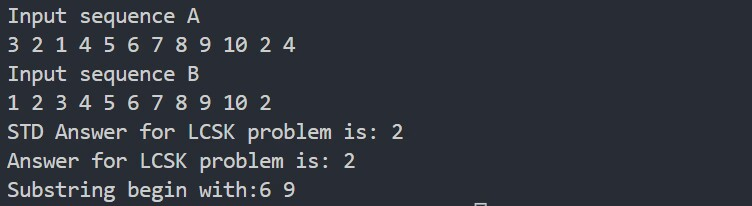 Input sequence A
3 2 1 4 5 6 7 8 9 10 2 4
Input sequence B
1 2 3 4 5 6 7 8 9 10 2
STD Answer for LCSK problem is: 2
Answer for LCSK problem is: 2
Substring begin with:6 9